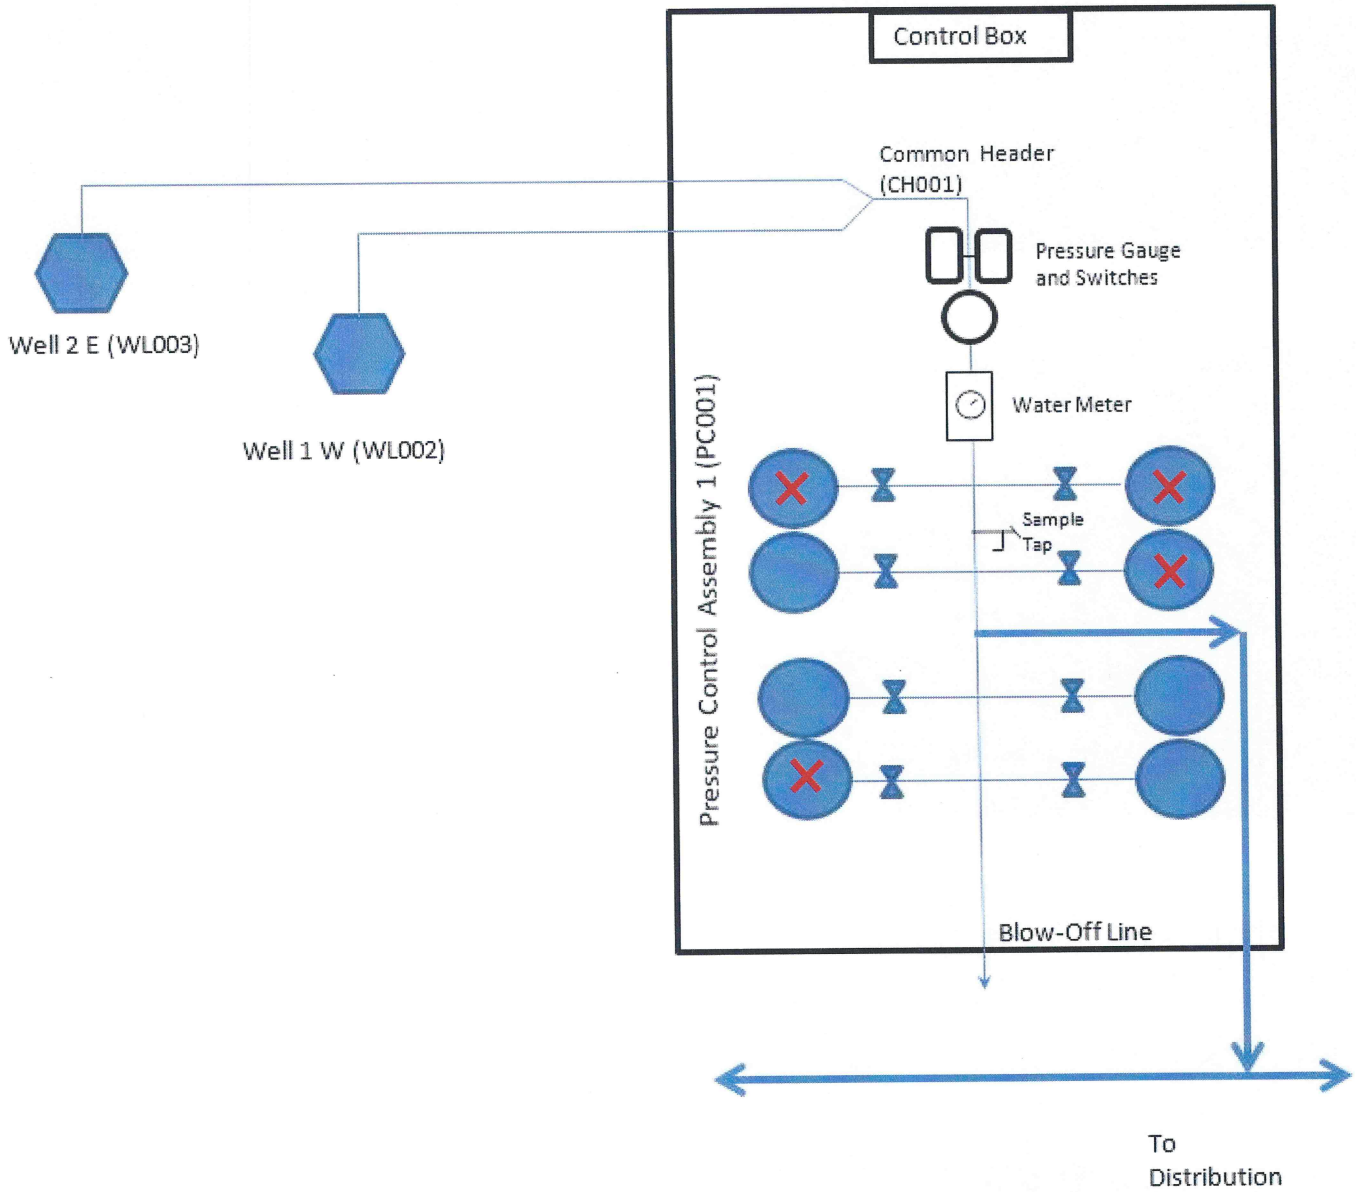 Control Box
Common Header
(CH001)
Pressure Gauge
and Switches
Well 2 E (WL003)
Well 1 W (WL002)
Water Meter
Pressure Control Assembly 1 (PC001)
Sample
Tap
Blow-Off Line
To
Distribution